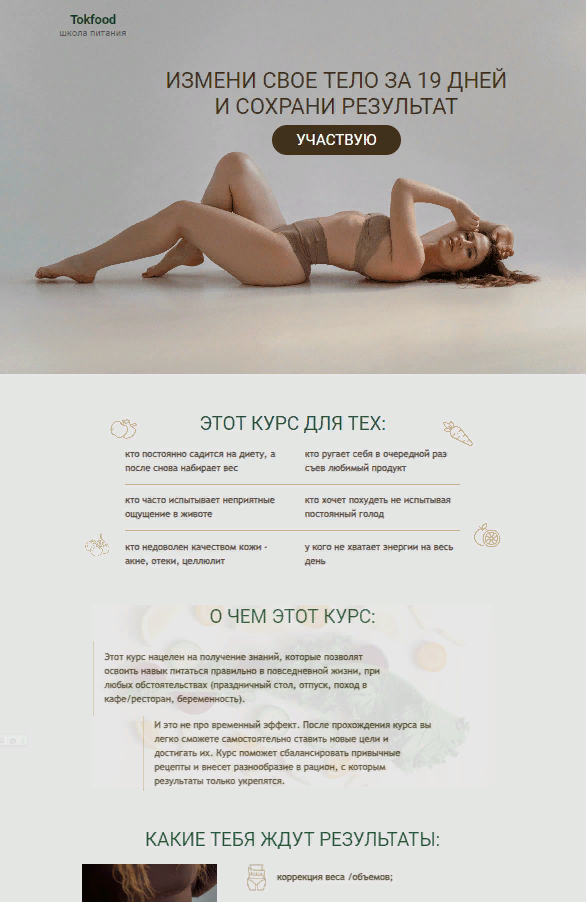 Tokfood
школа питания
ИЗМЕНИ СВОЕ ТЕЛО ЗА 19 ДНЕЙ
И СОХРАНИ РЕЗУЛЬТАТ
УЧАСТВУЮ
ЭТОТ КУРС ДЛЯ ТЕХ:
кто постоянно садится на диету, а
после снова набирает вес
кто ругает себя в очередной раз
съев любимый продукт
кто часто испытывает неприятные
ощущение в животе
кто хочет похудеть не испытывая
постоянный голод
кто недоволен качеством кожи -
акне, отеки, целлюлит
у кого не хватает энергии на весь
день
О ЧЕМ ЭТОТ КУРС:
Этот курс нацелен на получение знаний, которые позволят
освоить навык питаться правильно в повседневной жизни, при
любых обстоятельствах (праздничный стол, отпуск, поход в
кафе/ресторан, беременность).
И это не про временный эффект. После прохождения курса вы
легко сможете самостоятельно ставить новые цели и
достигать их. Курс поможет сбалансировать привычные
рецепты и внесет разнообразие в рацион, с которым
результаты только укрепятся.
КАКИЕ ТЕБЯ ЖДУТ РЕЗУЛЬТАТЫ:
коррекция веса /объемов;